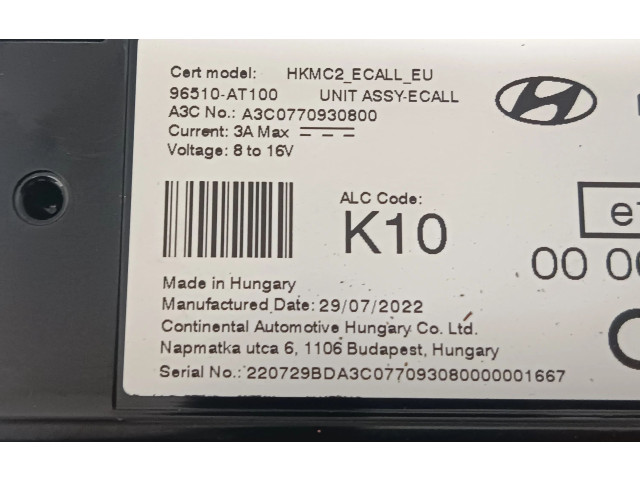 Cert model: HKMC2_ECALL_EU
96510-AT100 UNIT ASSY-ECALL
A3C No.: A3C0770930800
Current: 3A Max
Voltage: 8 to 16V
ALC Code:
K10
00 00
Made in Hungary
Manufactured Date: 29/07/2022
Continental Automotive Hungary Co. Ltd.
Napmatka utca 6, 1106 Budapest, Hungary
Serial No.: 220729BDA3C07709308000001667